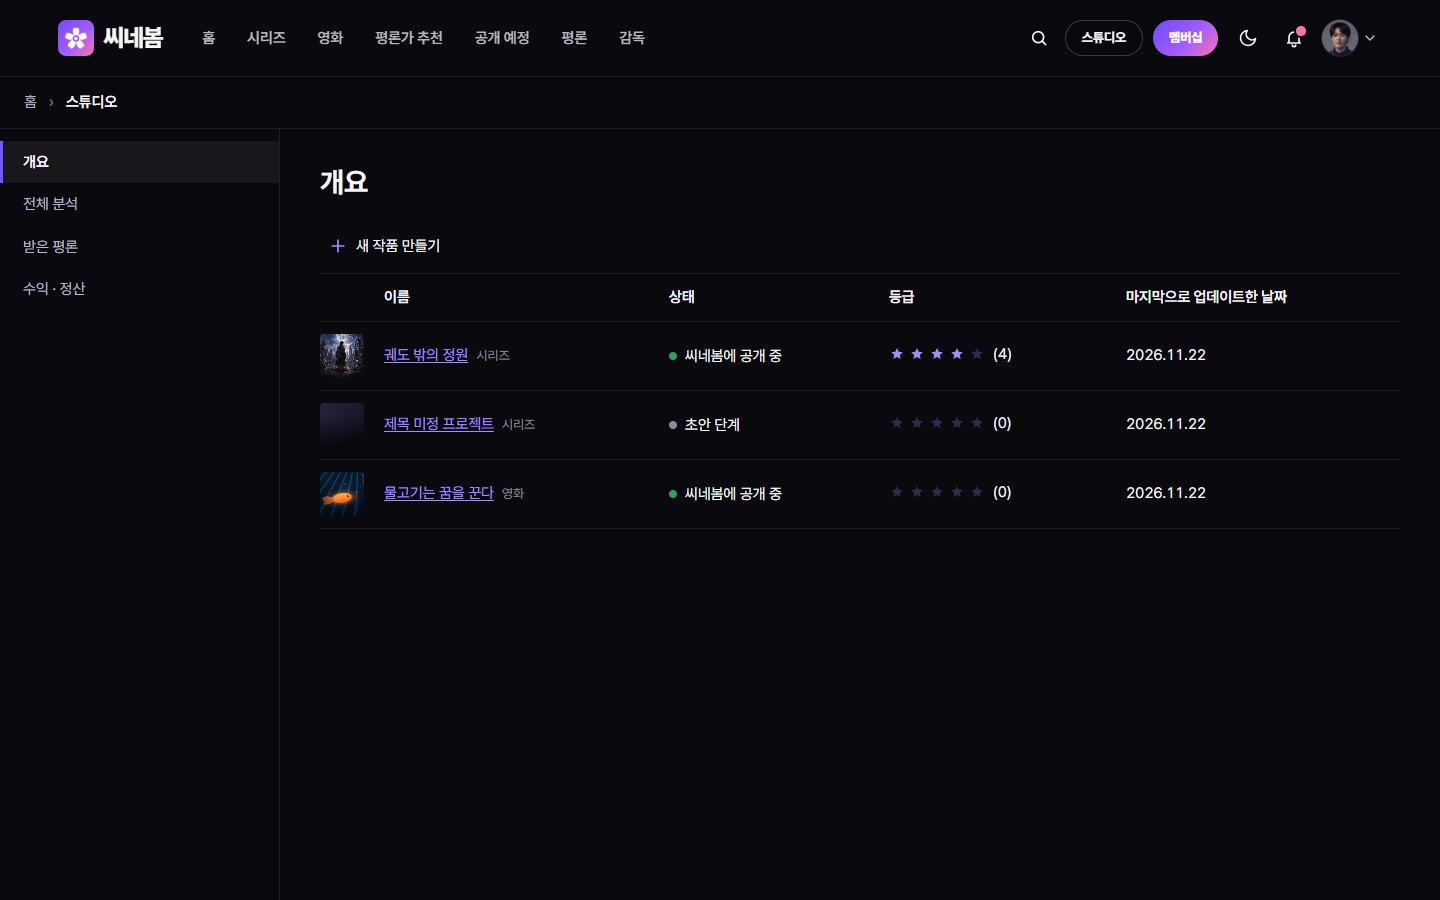 씨네봄
홈 시리즈 영화 평론가 추천 공개 예정 평론 감독
스튜디오 멤버십
홈 › 스튜디오
개요
전체 분석
받은 평론
수익 · 정산
개요
새 작품 만들기
이름 상태 등급 마지막으로 업데이트한 날짜
궤도 밖의 정원 시리즈 씨네봄에 공개 중 (4) 2026.11.22
제목 미정 프로젝트 시리즈 초안 단계 (0) 2026.11.22
물고기는 꿈을 꾼다 영화 씨네봄에 공개 중 (0) 2026.11.22